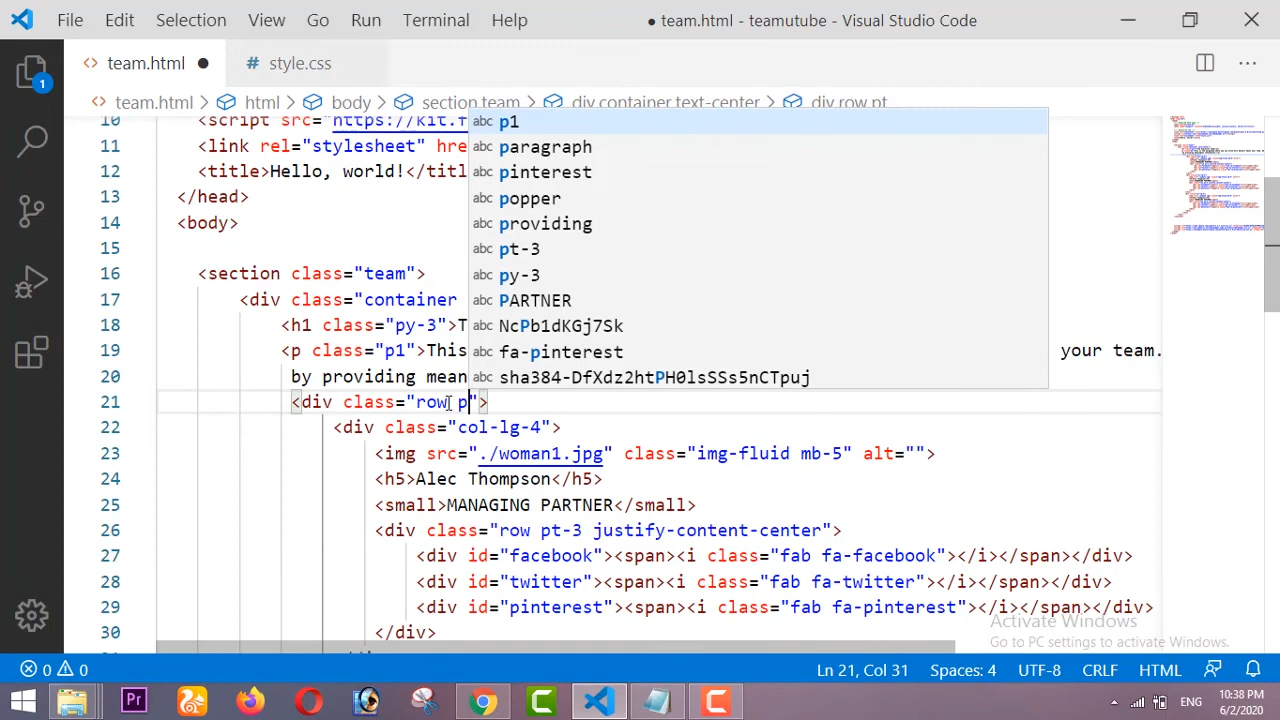 File Edit Selection View Go Run Terminal Help ● team.html - teamutube - Visual Studio Code
<> team.html ● # style.css
<> team.html > html > body > section.team > div.container.text-center > div.row.pt
10 <script src="https://kit.f
11 <link rel="stylesheet" hre
12 <title>Hello, world!</titl
13 </head>
14 <body>
15
16 <section class="team">
17 <div class="container
18 <h1 class="py-3">T
19 <p class="p1">This your team.
20 by providing mean
21 <div class="row p">
abc p1
abc paragraph
abc pinterest
abc popper
abc providing
abc pt-3
abc py-3
abc PARTNER
abc NcPb1dKGj7Sk
abc fa-pinterest
abc sha384-DfXdz2htPH0lsSSs5nCTpuj
22 <div class="col-lg-4">
23 <img src="./woman1.jpg" class="img-fluid mb-5" alt="">
24 <h5>Alec Thompson</h5>
25 <small>MANAGING PARTNER</small>
26 <div class="row pt-3 justify-content-center">
27 <div id="facebook"><span><i class="fab fa-facebook"></i></span></div>
28 <div id="twitter"><span><i class="fab fa-twitter"></i></span></div>
29 <div id="pinterest"><span><i class="fab fa-pinterest"></i></span></div>
30 </div>
Activate Windows
Go to PC settings to activate Windows.
1
0 0 Ln 21, Col 31 Spaces: 4 UTF-8 CRLF HTML
Pr ENG 10:38 PM
6/2/2020